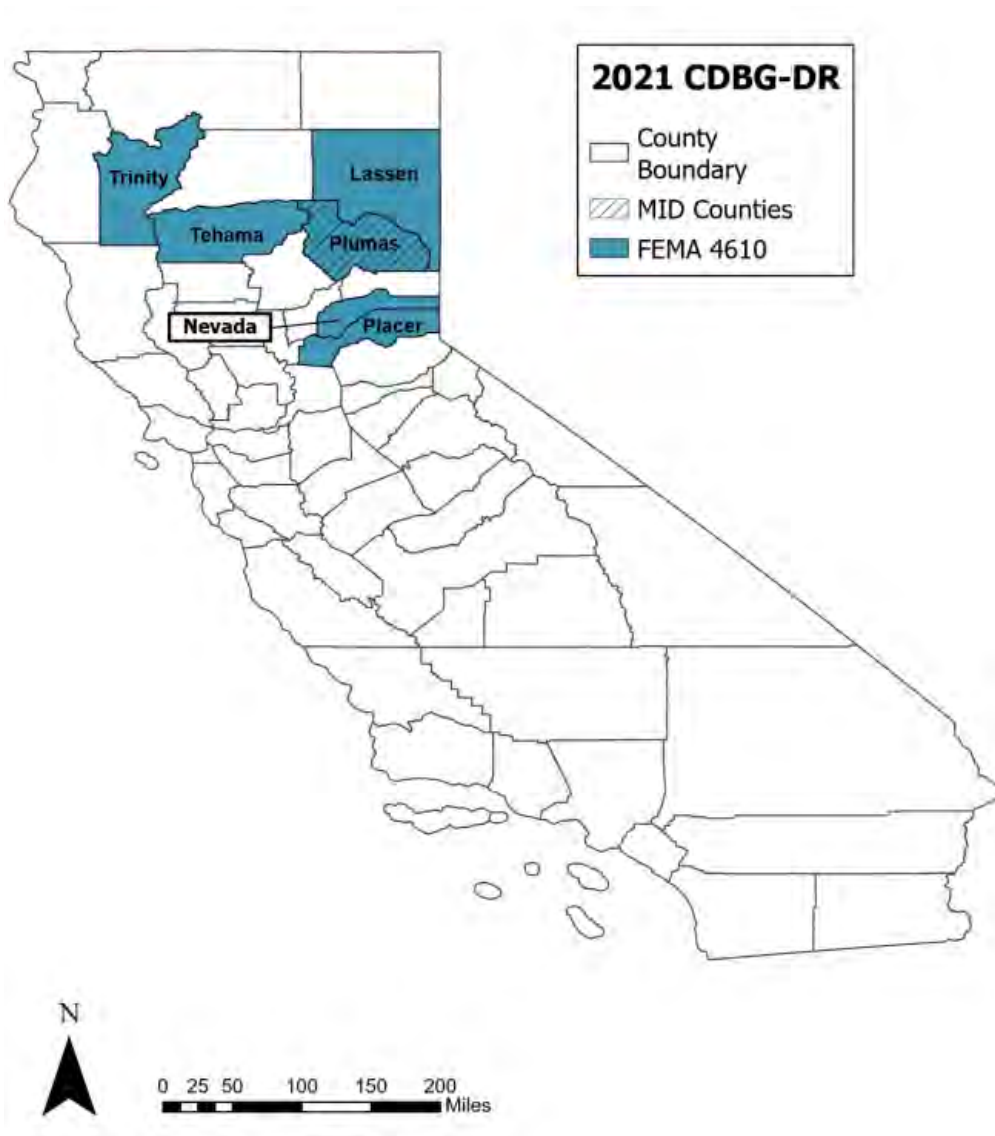 2021 CDBG-DR
County
Boundary
MID Counties
FEMA 4610
Trinity
Lassen
Tehama
Plumas
Nevada
Placer
N
0 25 50 100 150 200
Miles